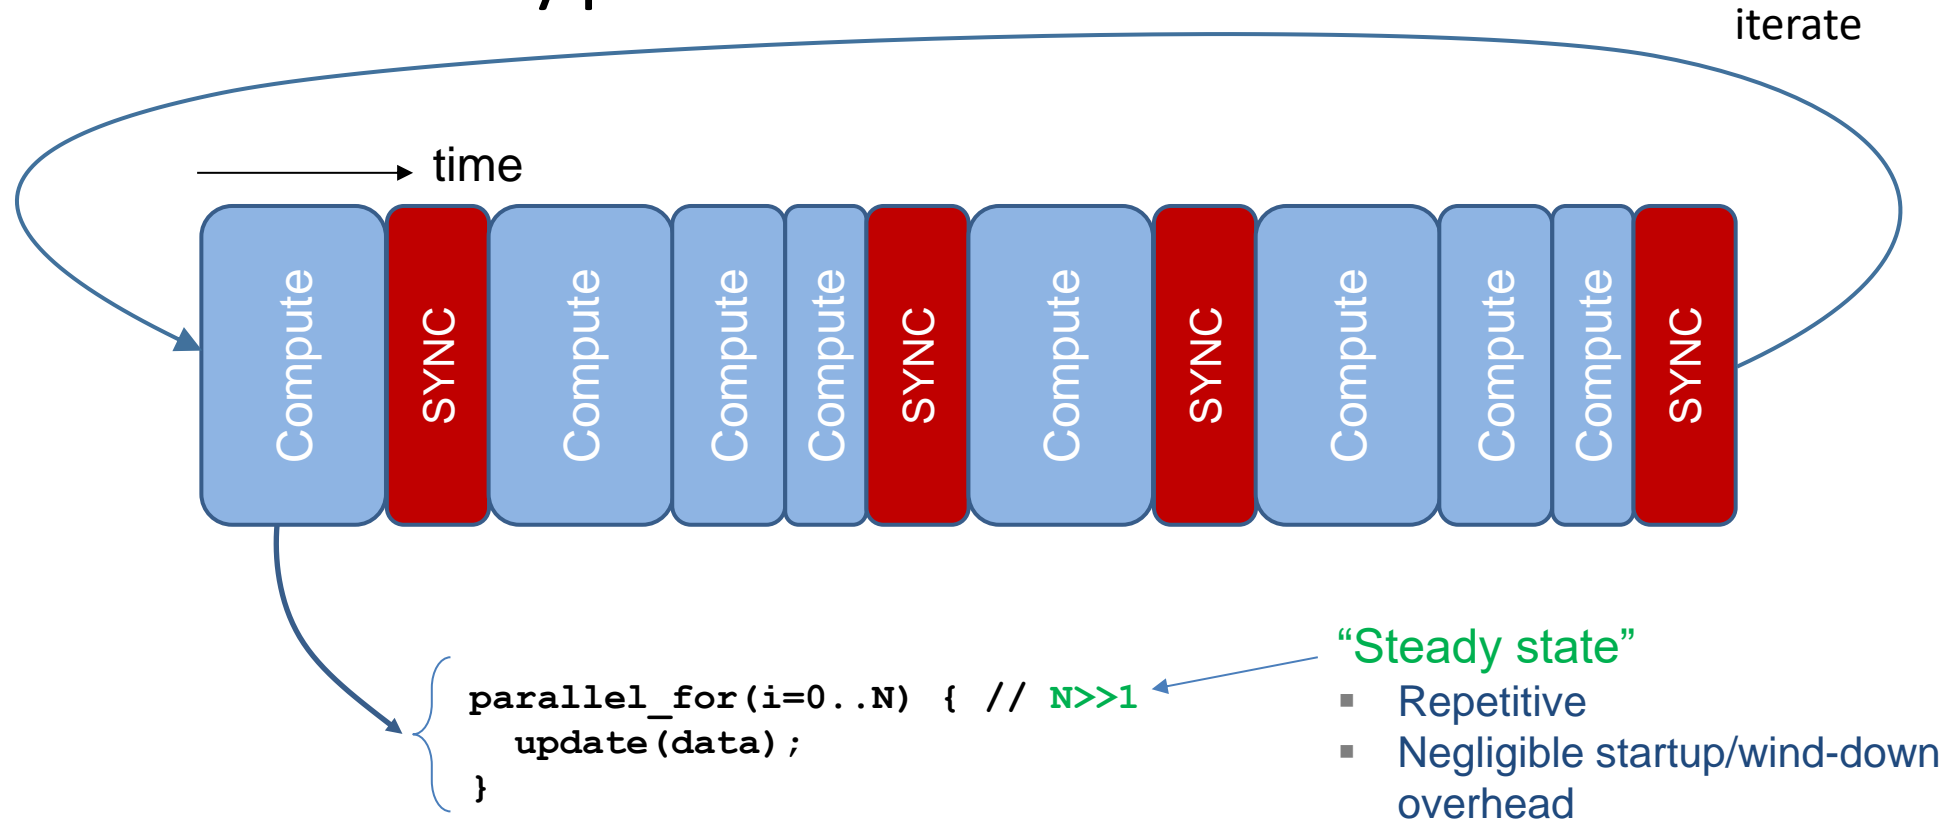 iterate
time
Compute
SYNC
Compute
Compute
Compute
SYNC
Compute
SYNC
Compute
Compute
Compute
SYNC
“Steady state”
parallel_for(i=0..N) { // N>>1
▪ Repetitive
update(data);
▪ Negligible startup/wind-down
}
overhead